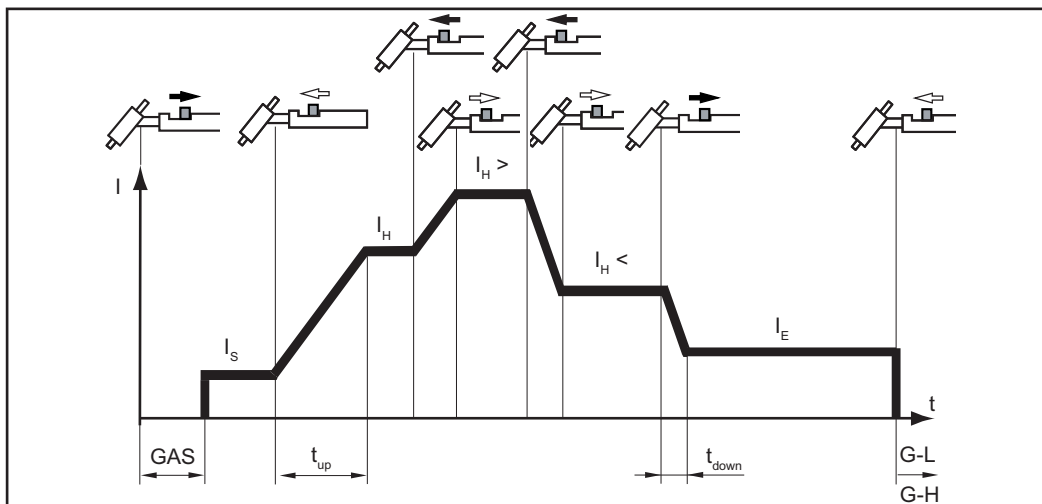 I
I_S
I_H
I_H >
I_H <
I_E
t
GAS
t_up
t_down
G-L
G-H